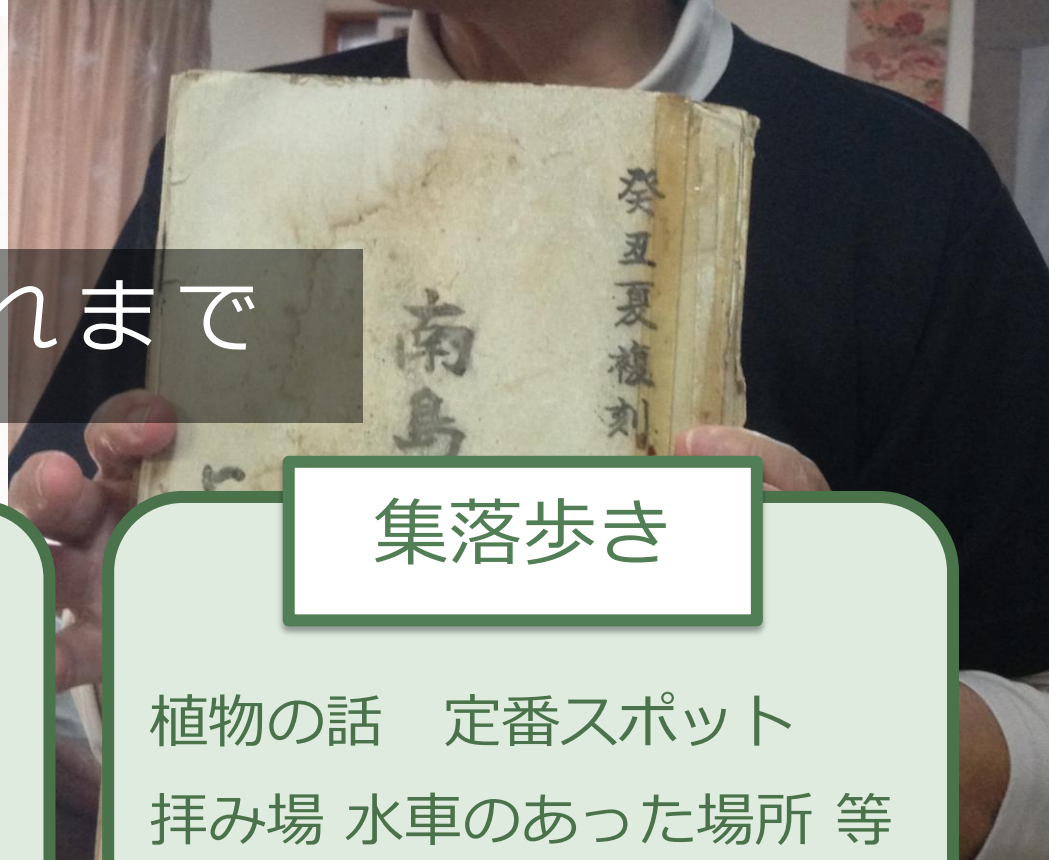 癸丑夏複刻
南島
れまで
集落歩き
植物の話　定番スポット
拝み場 水車のあった場所 等